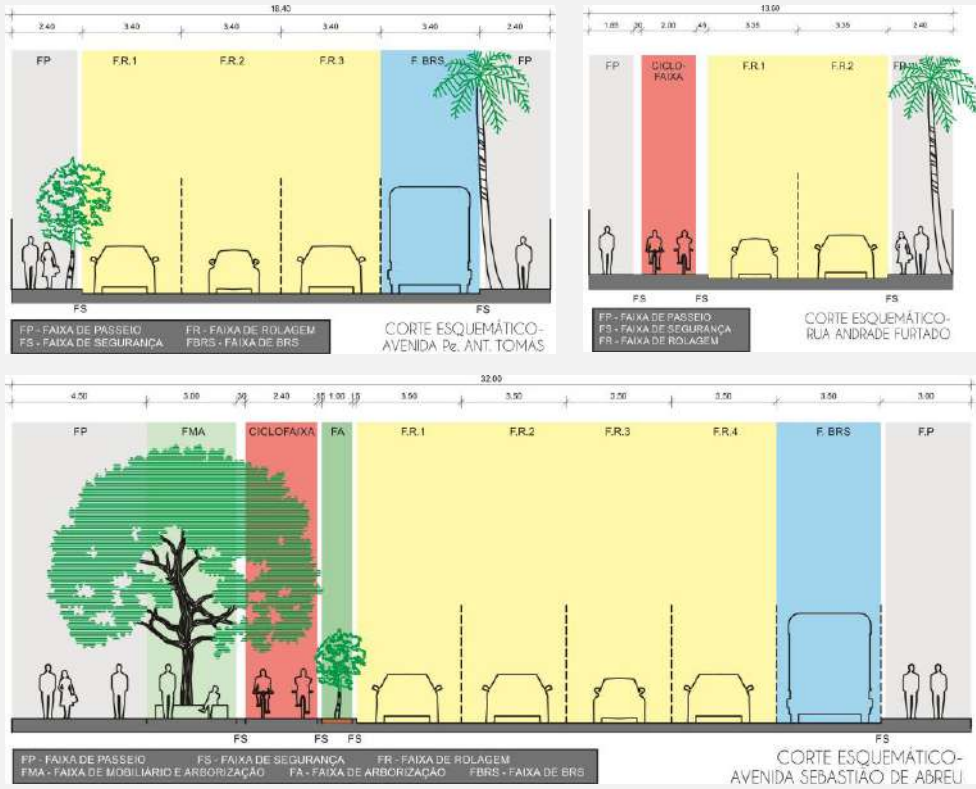 18.40
2.40 3.40 3.40 3.40 3.40 2.40
FP F.R.1 F.R.2 F.R.3 F. BRS FP
FS FS
FP - FAIXA DE PASSEIO FR - FAIXA DE ROLAGEM
FS - FAIXA DE SEGURANÇA FBRS - FAIXA DE BRS
CORTE ESQUEMÁTICO-
AVENIDA Pe. ANT. TOMAS
2.00 3.35 3.35 2.40
FP CICLO-
FAIXA
F.R.1 F.R.2 FP
FS FS FS
FP - FAIXA DE PASSEIO
FS - FAIXA DE SEGURANÇA
FR - FAIXA DE ROLAGEM
CORTE ESQUEMÁTICO-
RUA ANDRADE FURTADO
32.00
4.50 3.00 .30 2.40 .15 1.00 .15 3.50 3.50 3.50 3.50 3.50 3.00
FP FMA CICLOFAIXA FA F.R.1 F.R.2 F.R.3 F.R.4 F. BRS F.P
FS FS FS FS
FP - FAIXA DE PASSEIO FS - FAIXA DE SEGURANÇA FR - FAIXA DE ROLAGEM
FMA - FAIXA DE MOBILIARIO E ARBORIZAÇÃO FA - FAIXA DE ARBORIZAÇÃO FBRS - FAIXA DE BRS
CORTE ESQUEMÁTICO-
AVENIDA SEBASTIÃO DE ABREU